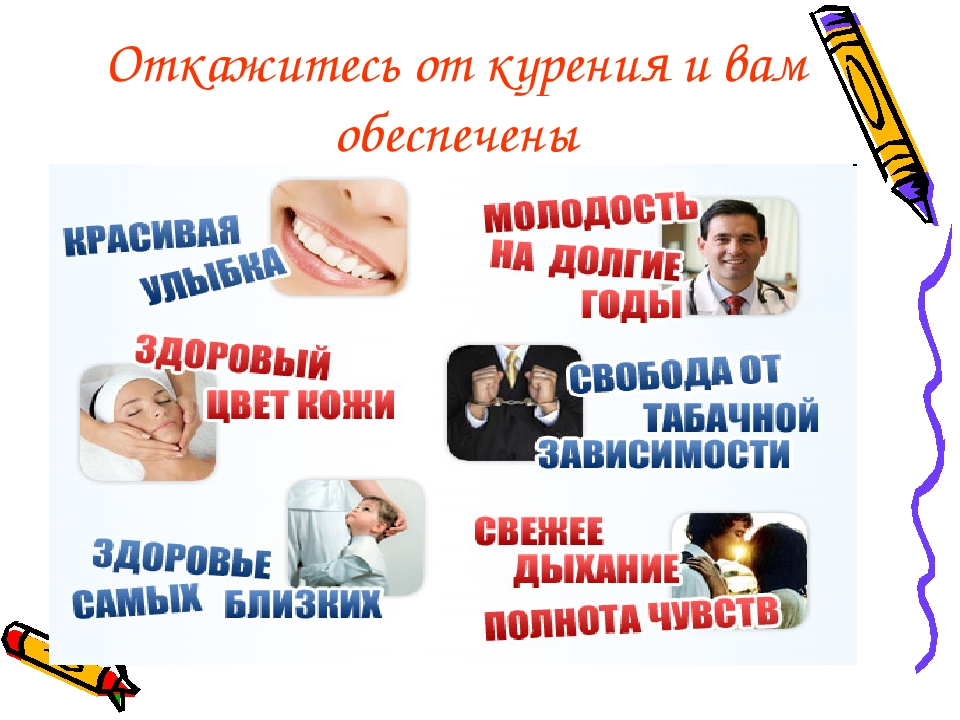 Откажитесь от курения и вам
обеспечены
КРАСИВАЯ
УЛЫБКА
МОЛОДОСТЬ
НА ДОЛГИЕ
ГОДЫ
ЗДОРОВЫЙ
ЦВЕТ КОЖИ
СВОБОДА ОТ
ТАБАЧНОЙ
ЗАВИСИМОСТИ
ЗДОРОВЬЕ
САМЫХ БЛИЗКИХ
СВЕЖЕЕ
ДЫХАНИЕ
ПОЛНОТА ЧУВСТВ